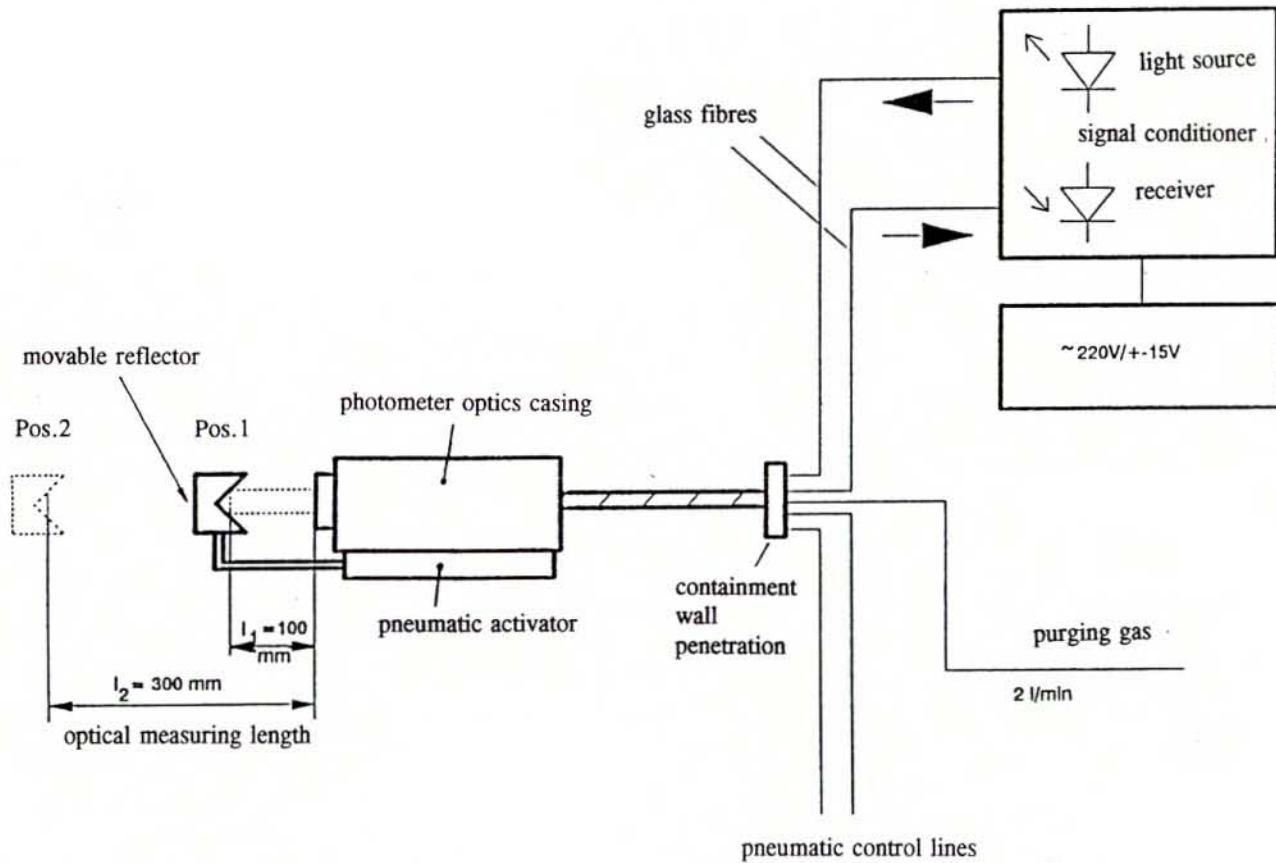 light source
glass fibres
signal conditioner
receiver
~220V/+-15V
movable reflector
photometer optics casing
Pos.2
Pos.1
containment
wall
penetration
pneumatic activator
l1 = 100
mm
purging gas
l2 = 300 mm
2 l/min
optical measuring length
pneumatic control lines